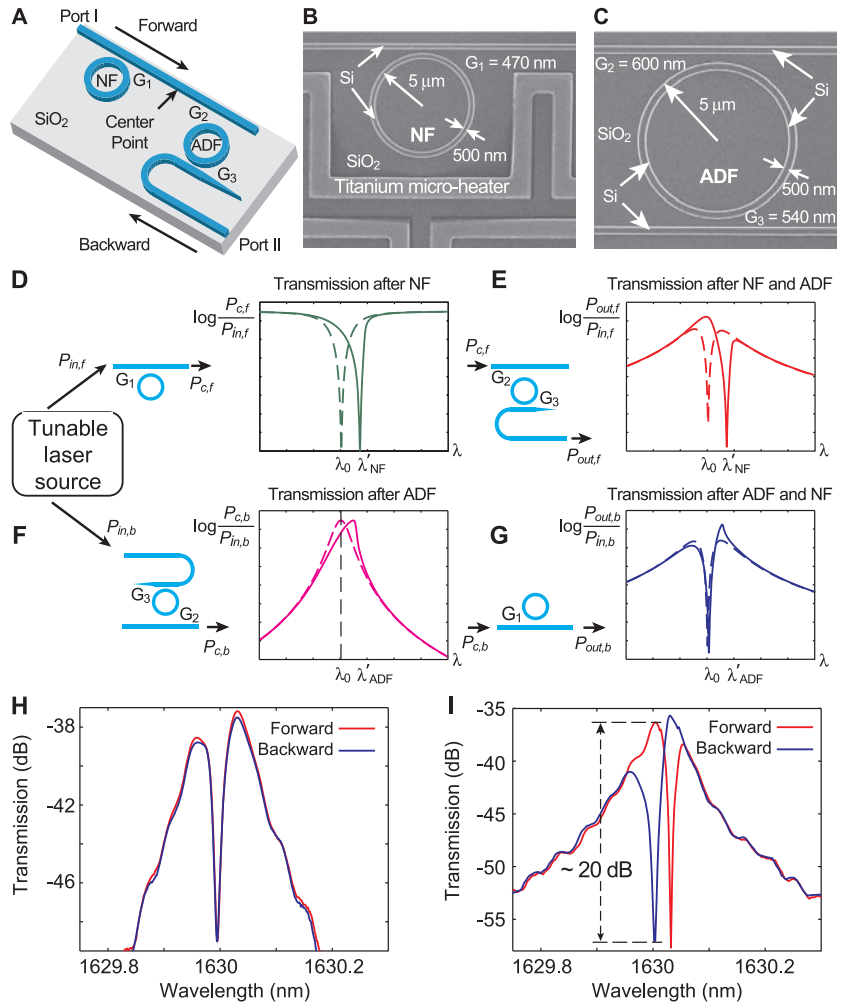 A
Port I
Forward
NF
G1
G2
SiO2
Center
Point
ADF
G3
Backward
Port II
B
G1 = 470 nm
Si
5 μm
NF
500 nm
SiO2
Titanium micro-heater
C
G2 = 600 nm
Si
5 μm
SiO2
ADF
500 nm
Si
G3 = 540 nm
D
Transmission after NF
log Pc,f / Pin,f
Pin,f
G1
Pc,f
λ0 λ′NF
λ
Tunable
laser
source
E
Transmission after NF and ADF
log Pout,f / Pin,f
Pc,f
G2
G3
Pout,f
λ0 λ′NF
λ
F
Transmission after ADF
log Pc,b / Pin,b
Pin,b
G3
G2
Pc,b
λ0 λ′ADF
λ
G
Transmission after ADF and NF
log Pout,b / Pin,b
G1
Pc,b
Pout,b
λ0 λ′ADF
λ
H
Forward
Backward
-38
-42
-46
Transmission (dB)
1629.8
1630
1630.2
Wavelength (nm)
I
Forward
Backward
-35
-40
-45
-50
-55
~ 20 dB
Transmission (dB)
1629.8
1630
1630.2
Wavelength (nm)